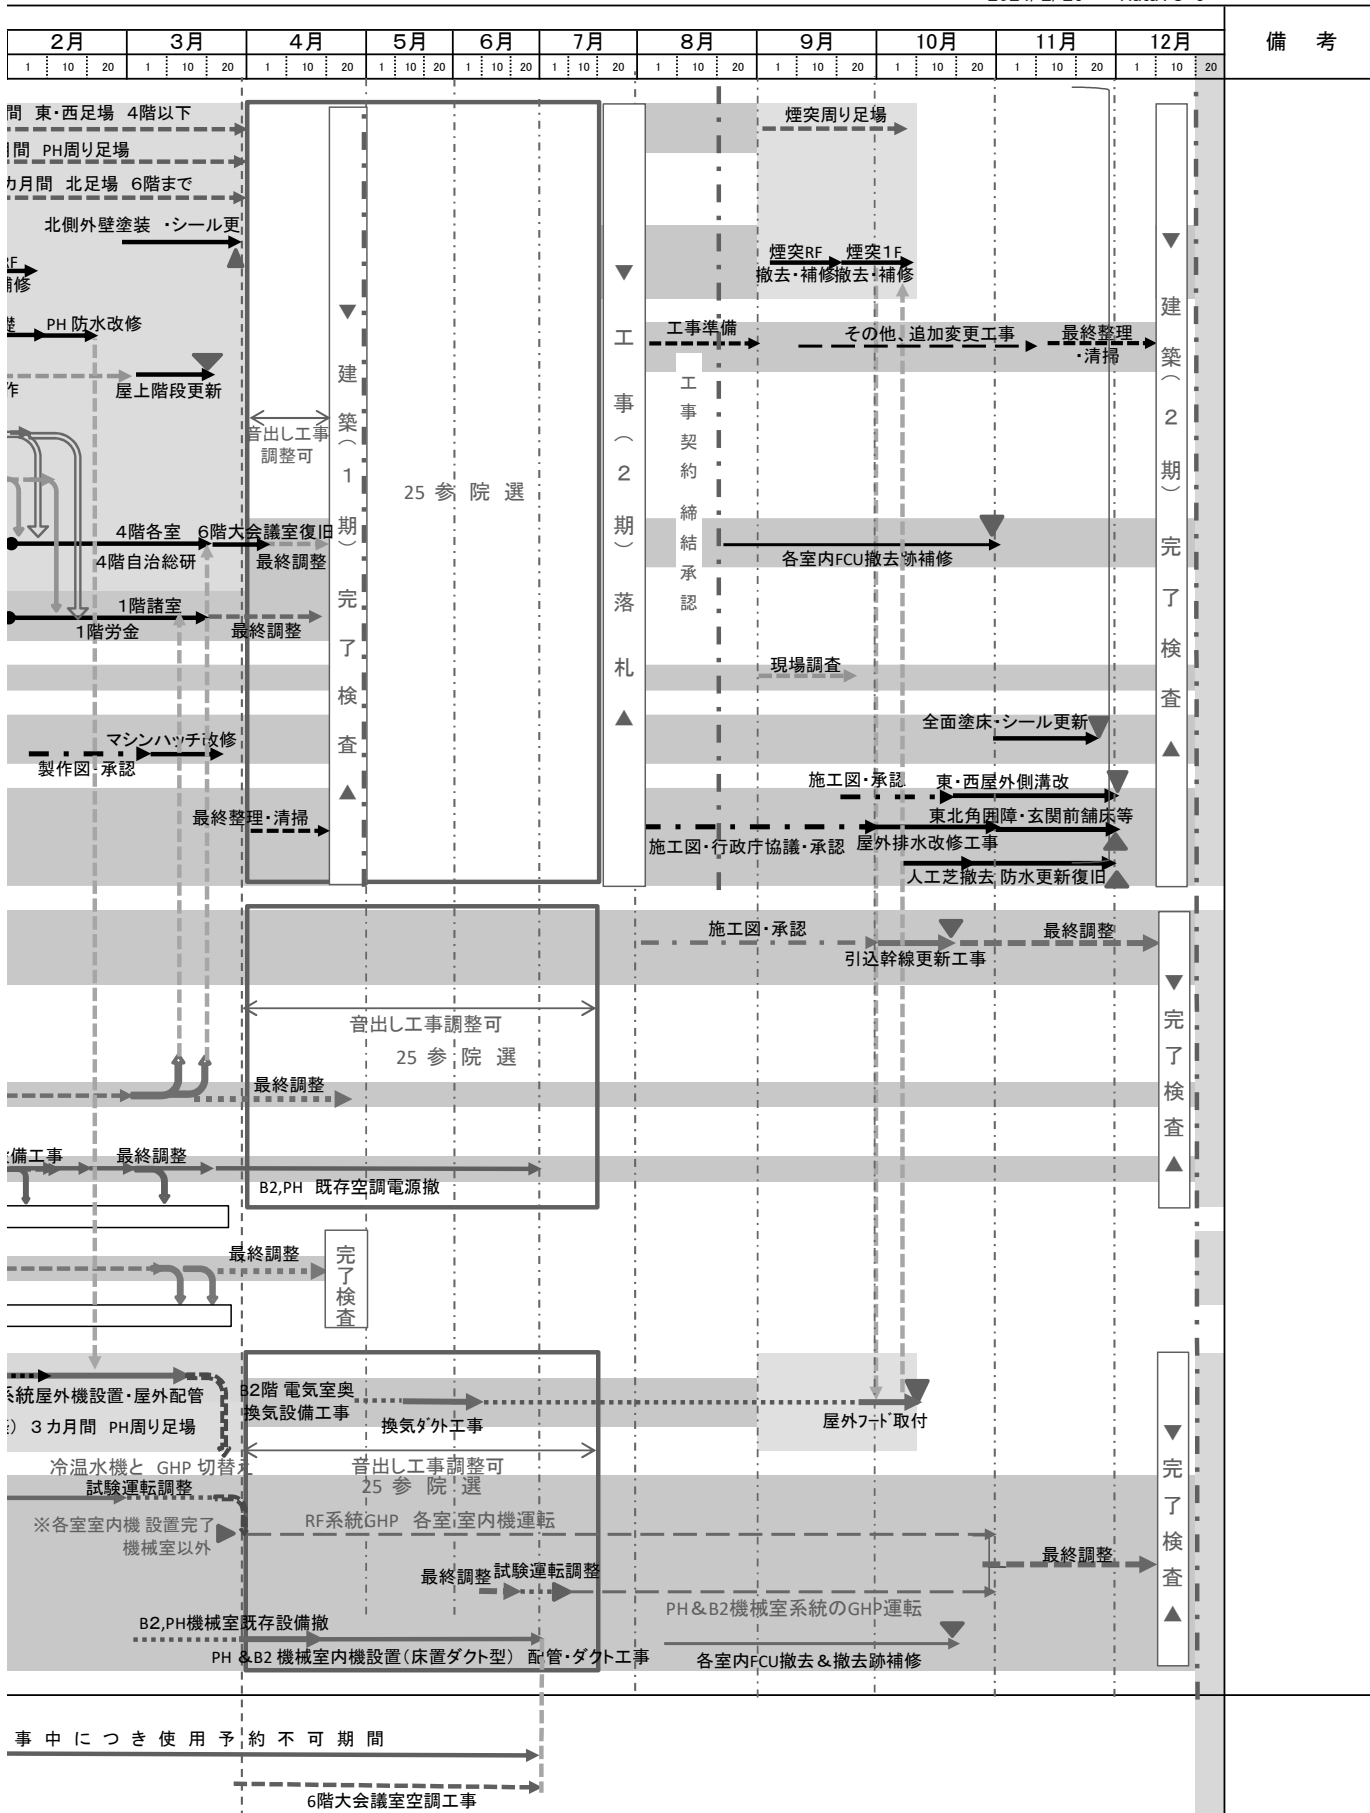 2月 3月 4月 5月 6月 7月 8月 9月 10月 11月 12月 備 考
1 10 20 1 10 20 1 10 20 1 10 20 1 10 20 1 10 20 1 10 20 1 10 20 1 10 20 1 10 20 1 10 20
間 東・西足場 4階以下
煙突周り足場
間 PH周り足場
カ月間 北足場 6階まで
北側外壁塗装 ・シール更
煙突RF 煙突1F
撤去・補修 撤去・補修
補修
PH 防水改修
工事準備
その他、追加変更工事
最終整理
・清掃
作
屋上階段更新
音出し工事
調整可
25 参 院 選
▼建築(1期)完了検査▲
▼工事(2期)落札▲
工事契約 締結承認
▼建築(2期)完了検査▲
4階各室 6階大会議室復旧
4階自治総研 最終調整
各室内FCU撤去跡補修
1階諸室
1階労金 最終調整
現場調査
全面塗床・シール更新
マシンハッチ改修
製作図・承認
施工図・承認 東・西屋外側溝改
最終整理・清掃
東北角囲障・玄関前舗床等
施工図・行政庁協議・承認 屋外排水改修工事
人工芝撤去 防水更新復旧
施工図・承認 最終調整
引込幹線更新工事
音出し工事調整可
25 参 院 選
▼完了検査▲
最終調整
備工事 最終調整
B2,PH 既存空調電源撤
最終調整
完了検査
系統屋外機設置・屋外配管
B2階 電気室奥
換気設備工事
換気ダクト工事
屋外フード取付
3カ月間 PH周り足場
冷温水機と GHP 切替え
音出し工事調整可
25 参 院 選
試験運転調整
※各室室内機 設置完了
機械室以外
RF系統GHP 各室 室内機運転
最終調整
最終調整 試験運転調整
PH&B2機械室系統のGHP運転
▼完了検査▲
B2,PH機械室既存設備撤
PH &B2 機械室内機設置(床置ダクト型) 配管・ダクト工事
各室内FCU撤去&撤去跡補修
事 中 に つ き 使 用 予 約 不 可 期 間
6階大会議室空調工事